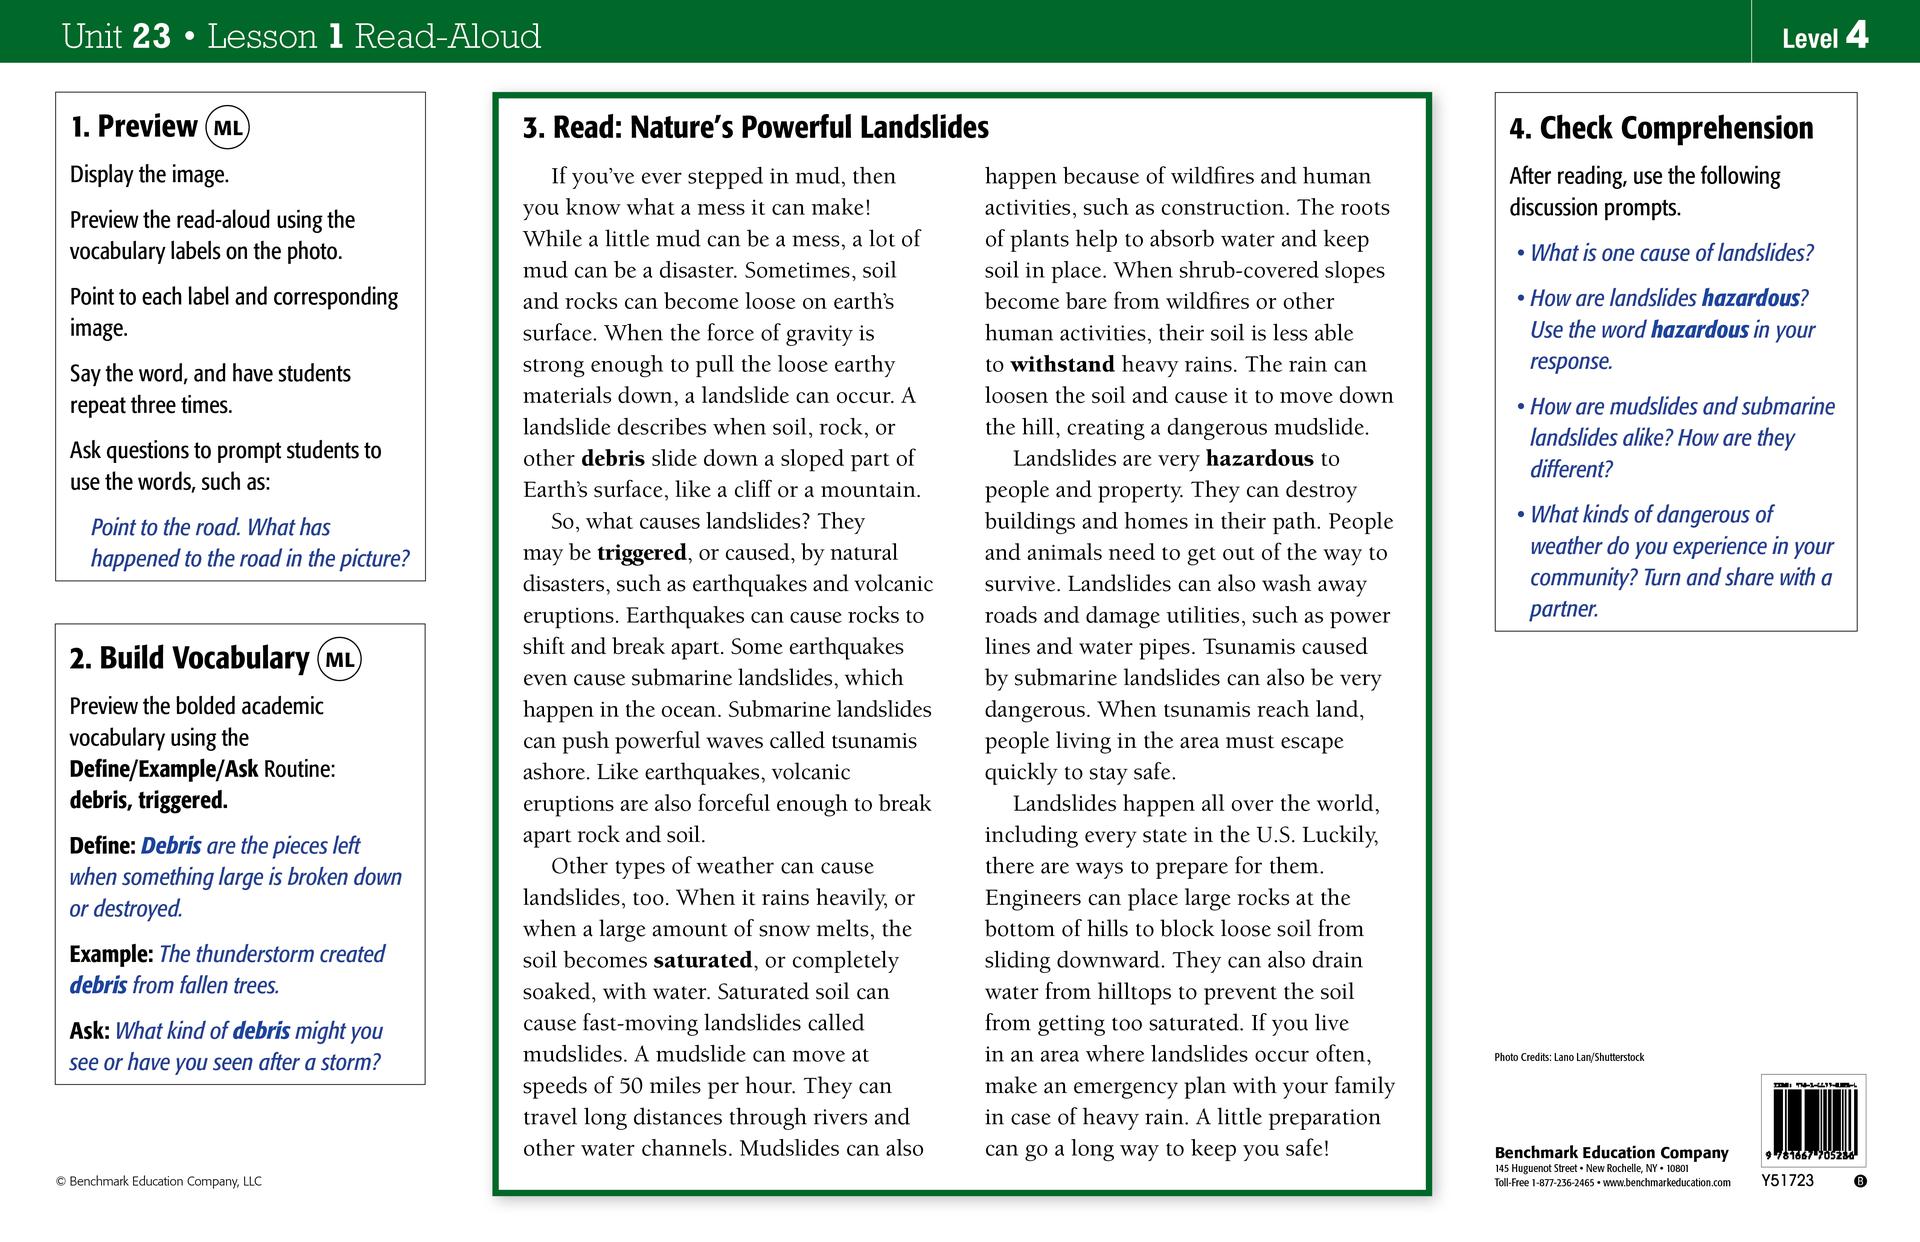 Unit 23 • Lesson 1 Read-Aloud
Level 4
1. Preview ML
Display the image.
Preview the read-aloud using the
vocabulary labels on the photo.
Point to each label and corresponding
image.
Say the word, and have students
repeat three times.
Ask questions to prompt students to
use the words, such as:
Point to the road. What has
happened to the road in the picture?
2. Build Vocabulary ML
Preview the bolded academic
vocabulary using the
Define/Example/Ask Routine:
debris, triggered.
Define: Debris are the pieces left
when something large is broken down
or destroyed.
Example: The thunderstorm created
debris from fallen trees.
Ask: What kind of debris might you
see or have you seen after a storm?
© Benchmark Education Company, LLC
3. Read: Nature's Powerful Landslides
If you've ever stepped in mud, then
you know what a mess it can make!
While a little mud can be a mess, a lot of
mud can be a disaster. Sometimes, soil
and rocks can become loose on earth's
surface. When the force of gravity is
strong enough to pull the loose earthy
materials down, a landslide can occur. A
landslide describes when soil, rock, or
other debris slide down a sloped part of
Earth's surface, like a cliff or a mountain.
So, what causes landslides? They
may be triggered, or caused, by natural
disasters, such as earthquakes and volcanic
eruptions. Earthquakes can cause rocks to
shift and break apart. Some earthquakes
even cause submarine landslides, which
happen in the ocean. Submarine landslides
can push powerful waves called tsunamis
ashore. Like earthquakes, volcanic
eruptions are also forceful enough to break
apart rock and soil.
Other types of weather can cause
landslides, too. When it rains heavily, or
when a large amount of snow melts, the
soil becomes saturated, or completely
soaked, with water. Saturated soil can
cause fast-moving landslides called
mudslides. A mudslide can move at
speeds of 50 miles per hour. They can
travel long distances through rivers and
other water channels. Mudslides can also
happen because of wildfires and human
activities, such as construction. The roots
of plants help to absorb water and keep
soil in place. When shrub-covered slopes
become bare from wildfires or other
human activities, their soil is less able
to withstand heavy rains. The rain can
loosen the soil and cause it to move down
the hill, creating a dangerous mudslide.
Landslides are very hazardous to
people and property. They can destroy
buildings and homes in their path. People
and animals need to get out of the way to
survive. Landslides can also wash away
roads and damage utilities, such as power
lines and water pipes. Tsunamis caused
by submarine landslides can also be very
dangerous. When tsunamis reach land,
people living in the area must escape
quickly to stay safe.
Landslides happen all over the world,
including every state in the U.S. Luckily,
there are ways to prepare for them.
Engineers can place large rocks at the
bottom of hills to block loose soil from
sliding downward. They can also drain
water from hilltops to prevent the soil
from getting too saturated. If you live
in an area where landslides occur often,
make an emergency plan with your family
in case of heavy rain. A little preparation
can go a long way to keep you safe!
4. Check Comprehension
After reading, use the following
discussion prompts.
• What is one cause of landslides?
• How are landslides hazardous?
Use the word hazardous in your
response.
• How are mudslides and submarine
landslides alike? How are they
different?
• What kinds of dangerous of
weather do you experience in your
community? Turn and share with a
partner.
Photo Credits: Lano Lan/Shutterstock
Benchmark Education Company
145 Huguenot Street • New Rochelle, NY • 10801
Toll-Free 1-877-236-2465 • www.benchmarkeducation.com
9 781667 705286
Y51723
B